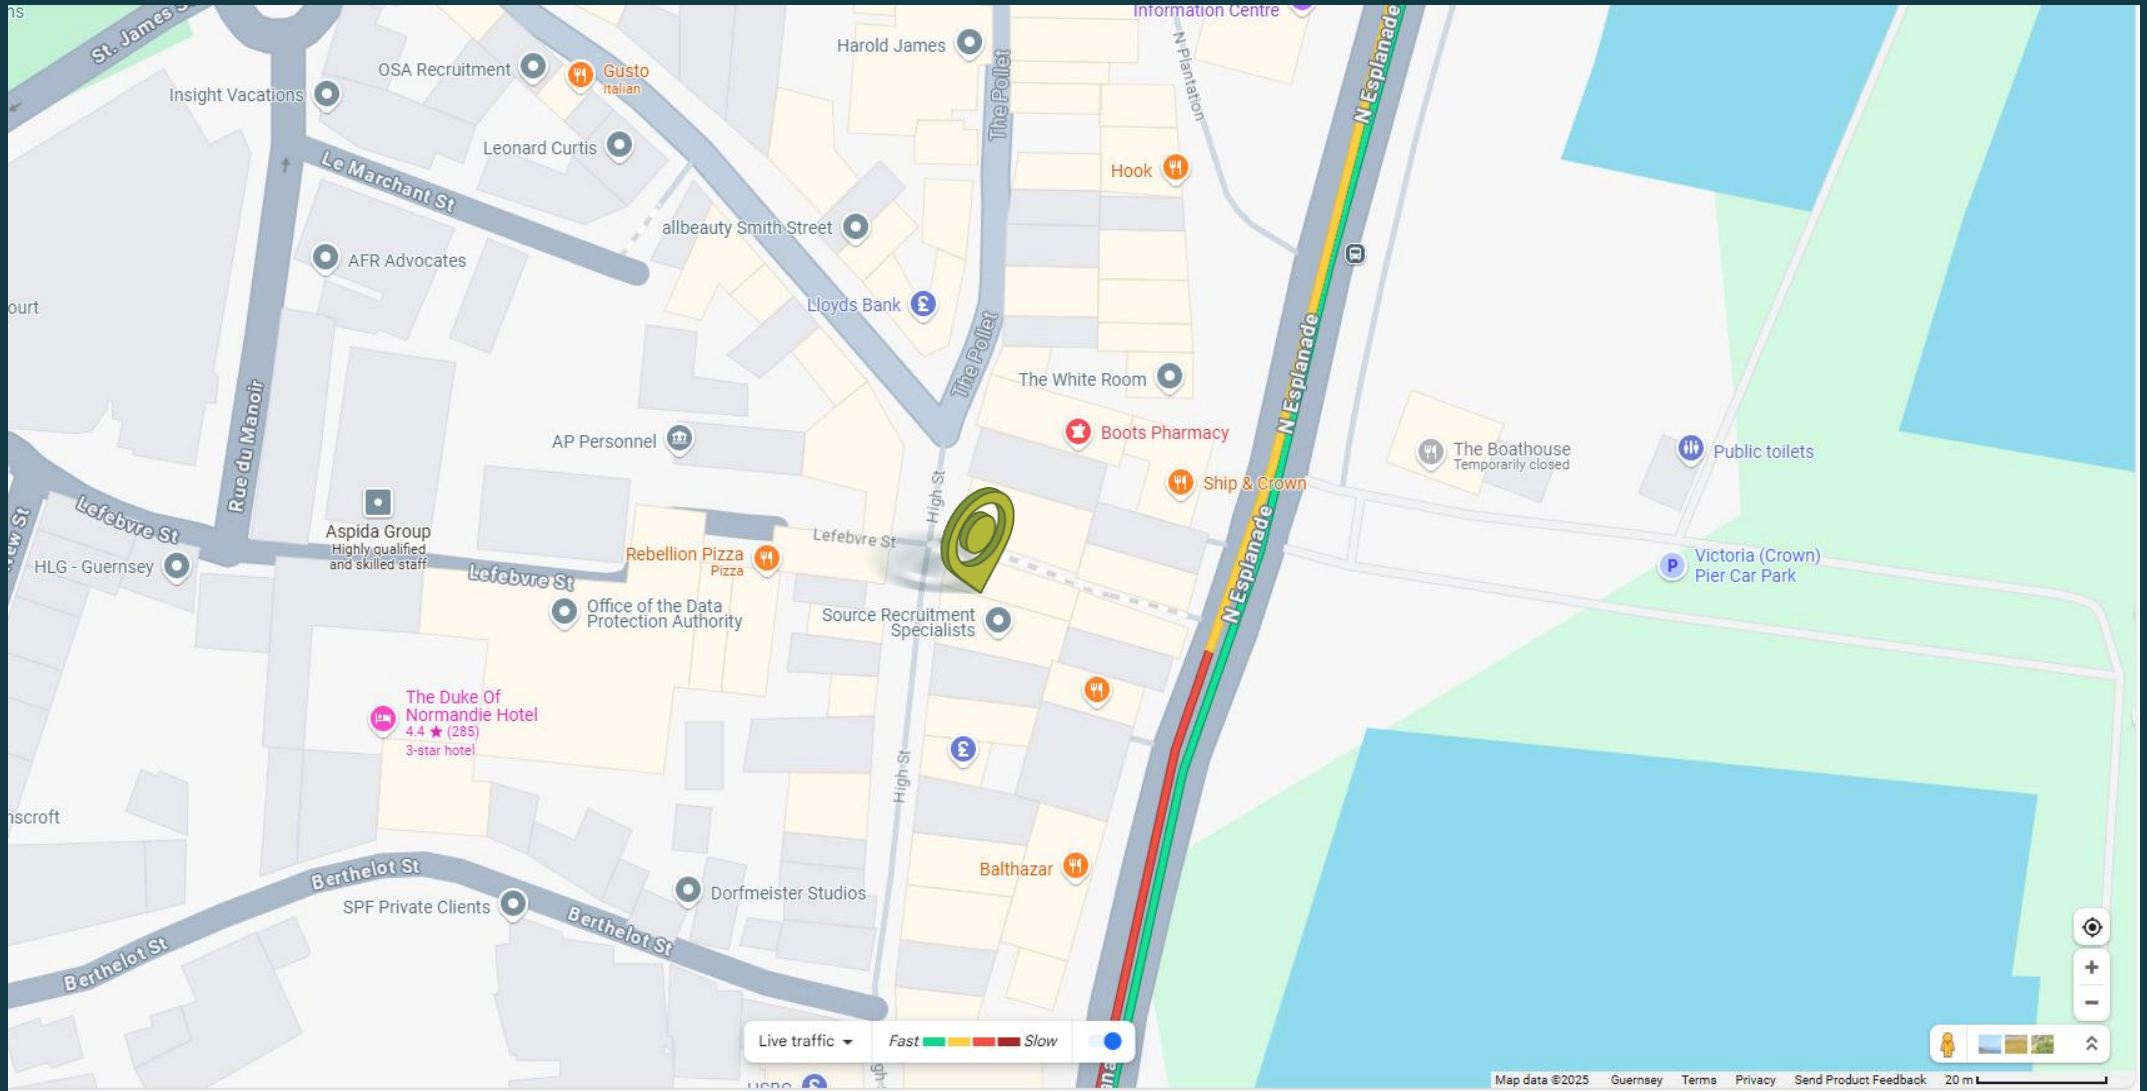 ns
St. James S
Information Centre
N Esplanade
Harold James
OSA Recruitment
Gusto
Italian
Insight Vacations
The Pollet
N Plantation
Leonard Curtis
Le Marchant St
Hook
allbeauty Smith Street
AFR Advocates
Lloyds Bank
ourt
The Pollet
N Esplanade
The White Room
Rue du Manoir
AP Personnel
Boots Pharmacy
The Boathouse
Temporarily closed
Public toilets
Ship & Crown
High St
Lefebvre St
Aspida Group
Highly qualified
and skilled staff
Lefebvre St
HLG - Guernsey
Rebellion Pizza
Pizza
N Esplanade
Victoria (Crown)
Pier Car Park
P
Lefebvre St
Office of the Data
Protection Authority
Source Recruitment
Specialists
The Duke Of
Normandie Hotel
4.4 ★ (285)
3-star hotel
£
£
High St
nscroft
Berthelot St
Balthazar
Dorfmeister Studios
SPF Private Clients
Berthelot St
Berthelot St
Live traffic
Fast
Slow
Map data ©2025
Guernsey
Terms
Privacy
Send Product Feedback
20 m